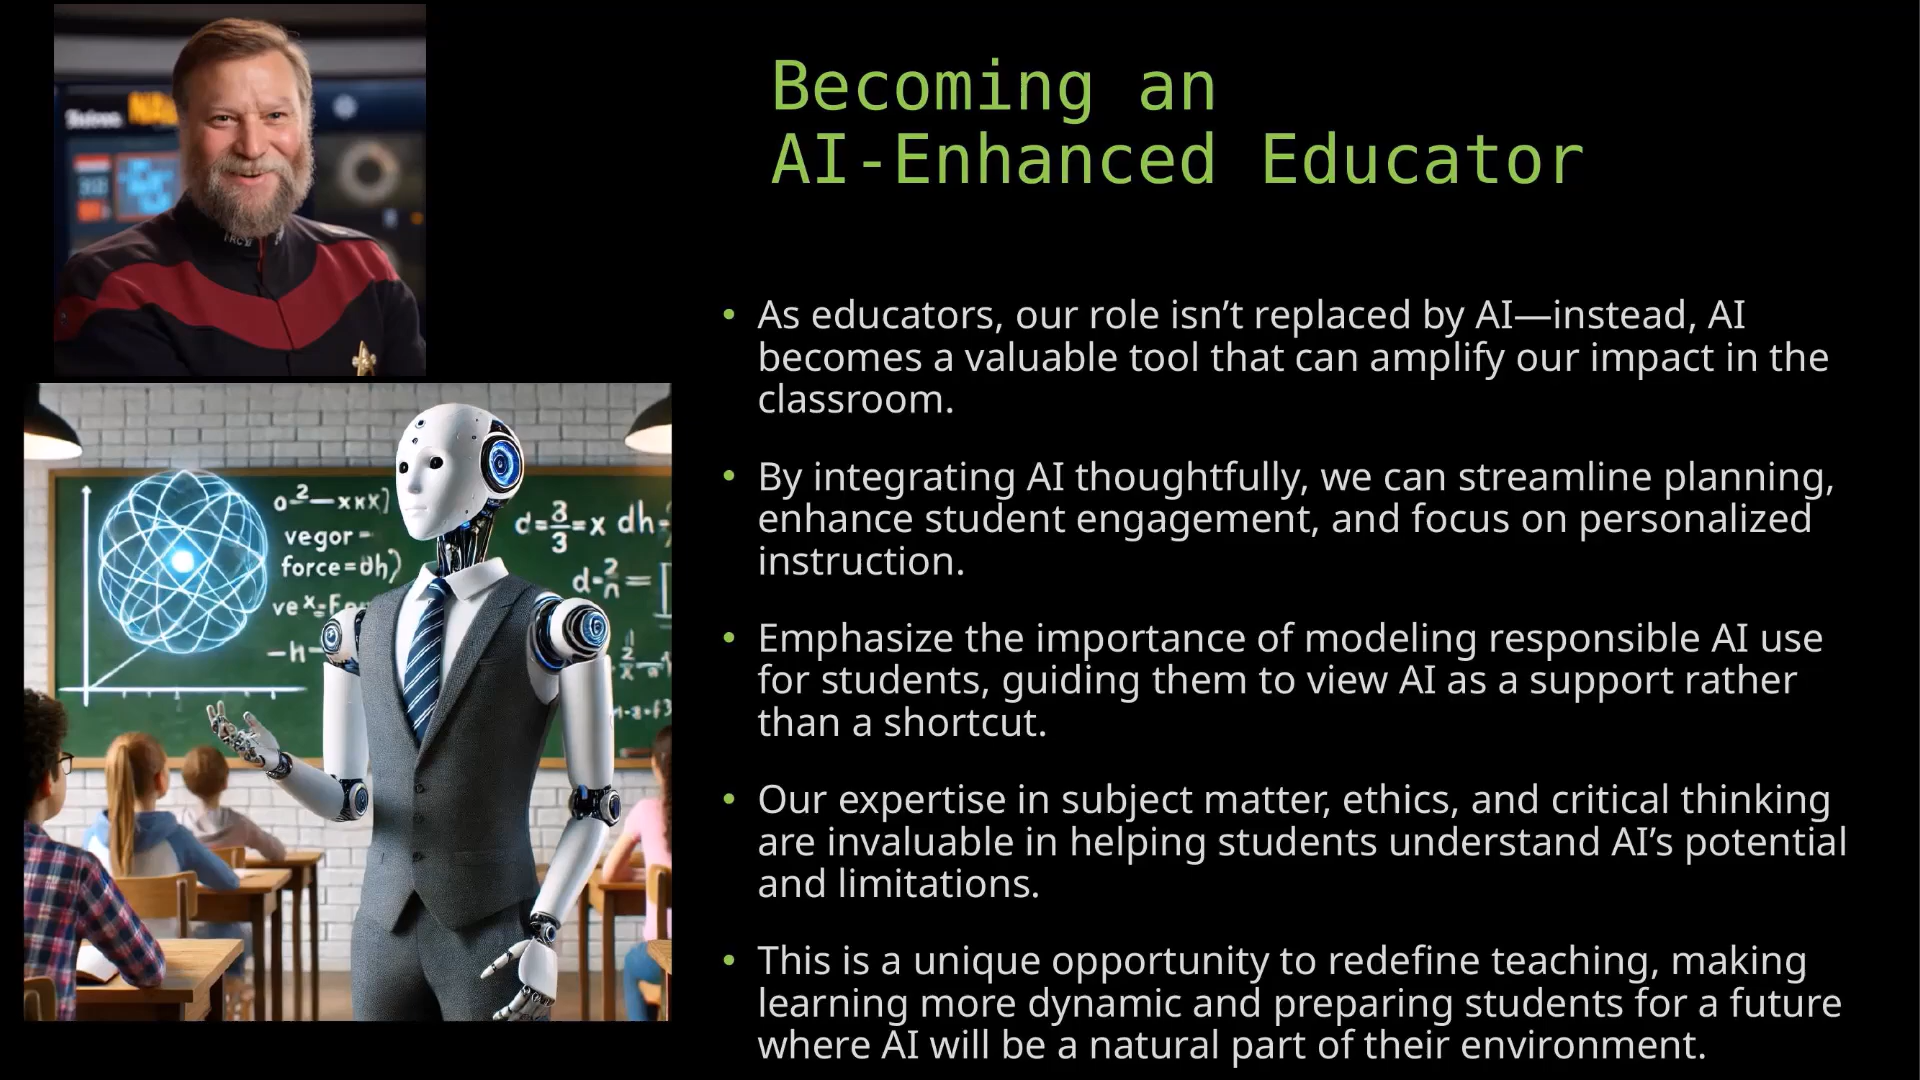 Becoming an
AI-Enhanced Educator
• As educators, our role isn’t replaced by AI—instead, AI
becomes a valuable tool that can amplify our impact in the
classroom.
• By integrating AI thoughtfully, we can streamline planning,
enhance student engagement, and focus on personalized
instruction.
• Emphasize the importance of modeling responsible AI use
for students, guiding them to view AI as a support rather
than a shortcut.
• Our expertise in subject matter, ethics, and critical thinking
are invaluable in helping students understand AI’s potential
and limitations.
• This is a unique opportunity to redefine teaching, making
learning more dynamic and preparing students for a future
where AI will be a natural part of their environment.
vegor =